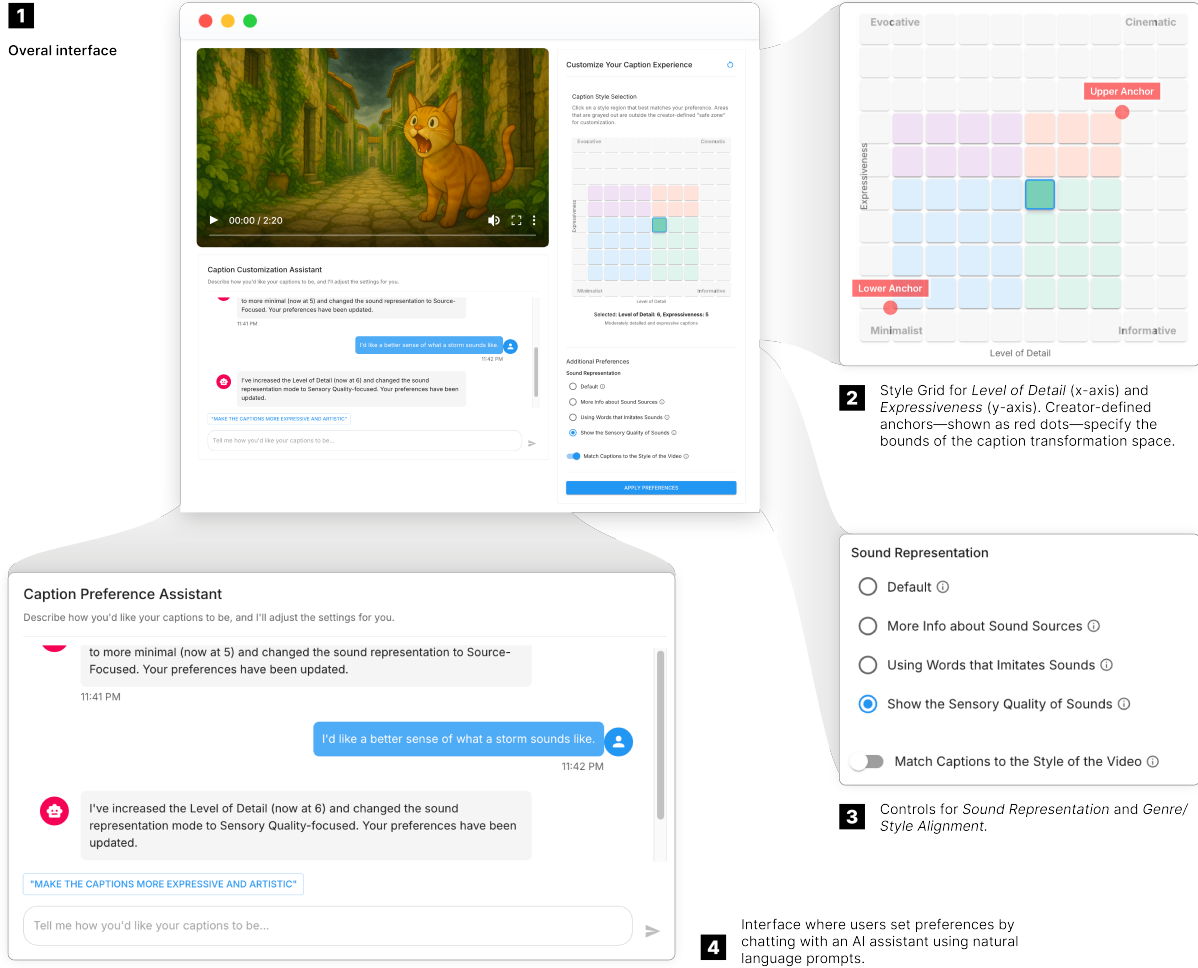 1
Overal interface
Customize Your Caption Experience
Caption Style Selection
Click on a style region that best matches your preference. Areas
that are grayed out are outside the creator-defined "safe zone"
for customization.
Evocative
Cinematic
Expressiveness
Minimalist
Informative
Level of Detail
Selected: Level of Detail: 6, Expressiveness: 5
Moderately detailed and expressive captions
Additional Preferences
Sound Representation
Default
More Info about Sound Sources
Using Words that Imitates Sounds
Show the Sensory Quality of Sounds
Match Captions to the Style of the Video
APPLY PREFERENCES
00:00 / 2:20
Caption Customization Assistant
Describe how you'd like your captions to be, and I'll adjust the settings for you.
to more minimal (now at 5) and changed the sound representation to Source-
Focused. Your preferences have been updated.
11:41 PM
I'd like a better sense of what a storm sounds like.
11:42 PM
I've increased the Level of Detail (now at 6) and changed the sound
representation mode to Sensory Quality-focused. Your preferences have been
updated.
"MAKE THE CAPTIONS MORE EXPRESSIVE AND ARTISTIC"
Tell me how you'd like your captions to be...
Evocative
Cinematic
Upper Anchor
Expressiveness
Lower Anchor
Minimalist
Informative
Level of Detail
2
Style Grid for Level of Detail (x-axis) and
Expressiveness (y-axis). Creator-defined
anchors—shown as red dots—specify the
bounds of the caption transformation space.
Sound Representation
Default
More Info about Sound Sources
Using Words that Imitates Sounds
Show the Sensory Quality of Sounds
Match Captions to the Style of the Video
3
Controls for Sound Representation and Genre/
Style Alignment.
Caption Preference Assistant
Describe how you'd like your captions to be, and I'll adjust the settings for you.
to more minimal (now at 5) and changed the sound representation to Source-
Focused. Your preferences have been updated.
11:41 PM
I'd like a better sense of what a storm sounds like.
11:42 PM
I've increased the Level of Detail (now at 6) and changed the sound
representation mode to Sensory Quality-focused. Your preferences have been
updated.
"MAKE THE CAPTIONS MORE EXPRESSIVE AND ARTISTIC"
Tell me how you'd like your captions to be...
4
Interface where users set preferences by
chatting with an AI assistant using natural
language prompts.